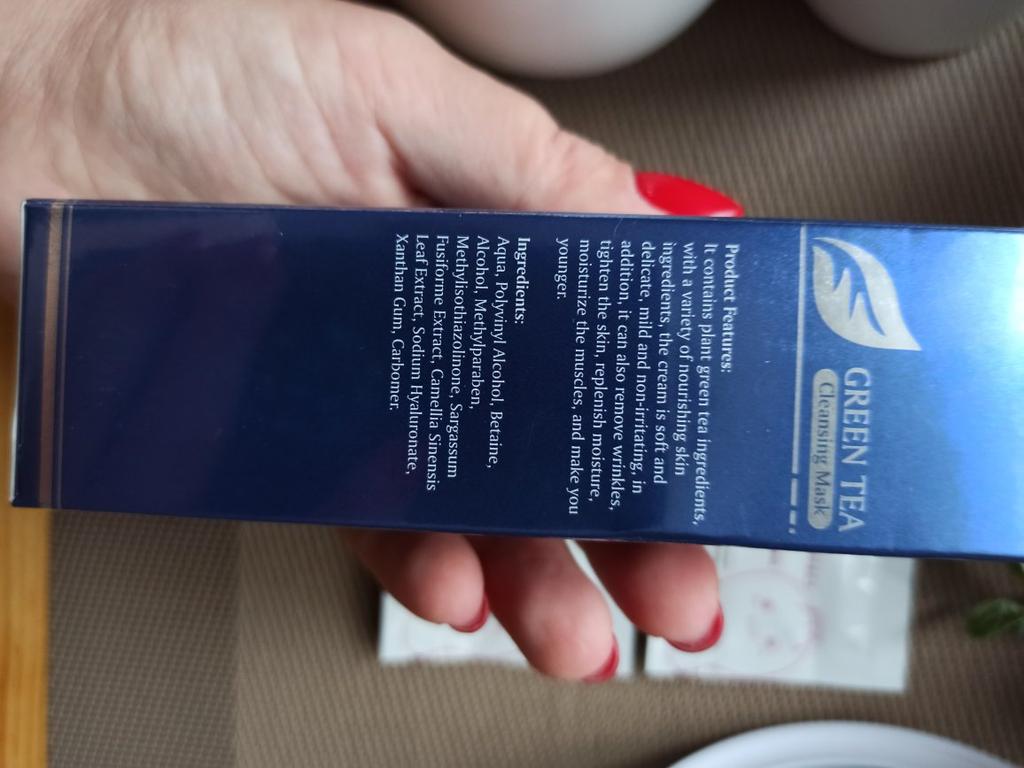 GREEN TEA
Cleansing Mask
Product Features:
It contains plant green tea ingredients,
with a variety of nourishing skin
ingredients, the cream is soft and
delicate, mild and non-irritating, in
addition, it can also remove wrinkles,
tighten the skin, replenish moisture,
moisturize the muscles, and make you
younger.
Ingredients:
Aqua, Polyvinyl Alcohol, Betaine,
Alcohol, Methylparaben,
Methylisothiazolinone, Sargassum
Fusiforme Extract, Camellia Sinensis
Leaf Extract, Sodium Hyaluronate,
Xanthan Gum, Carbomer.